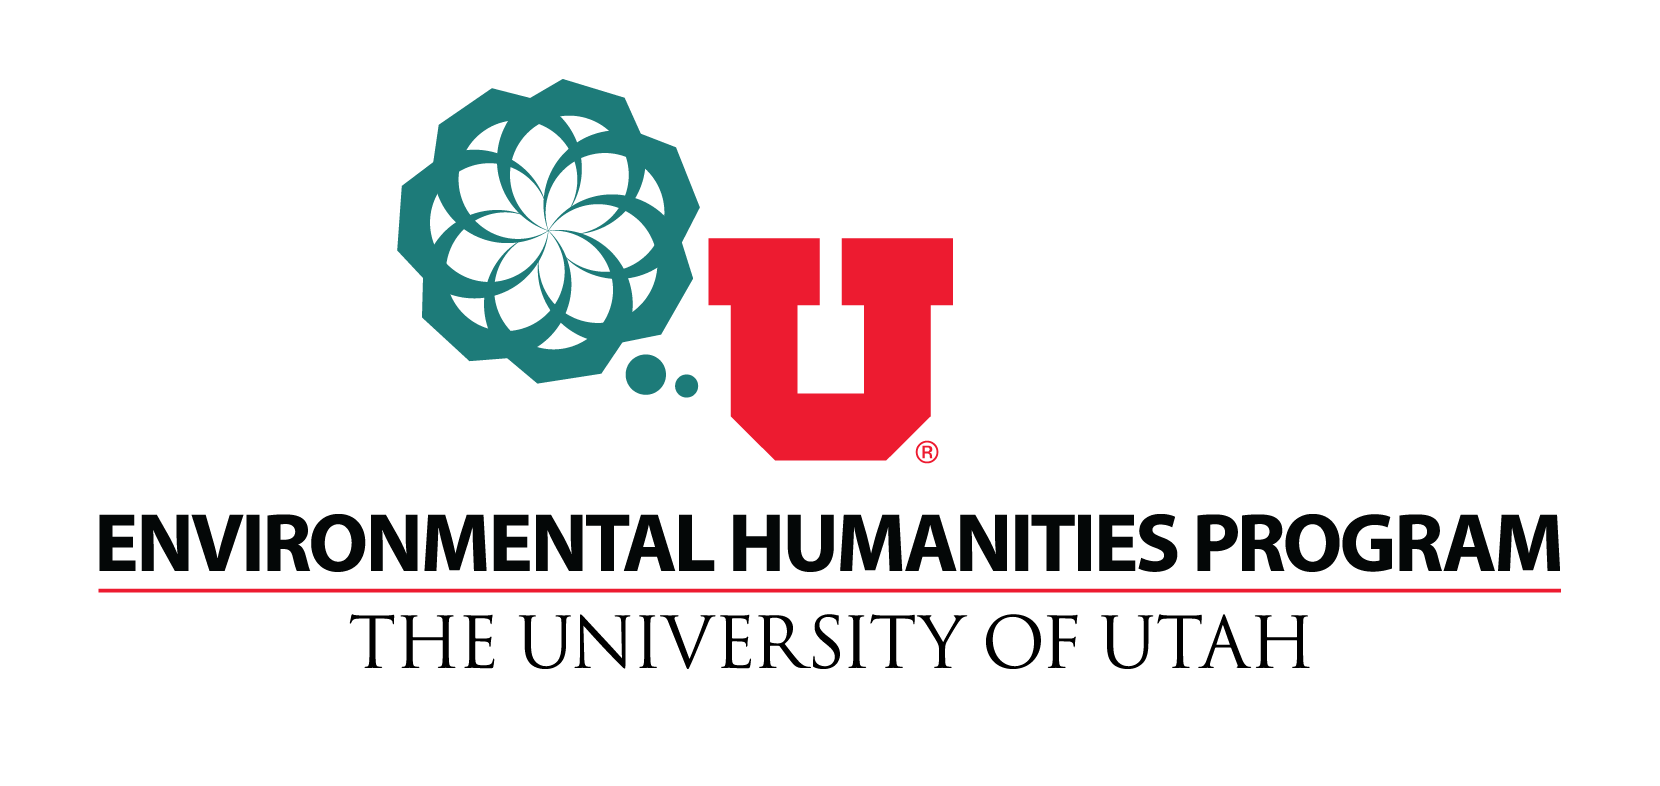 U®
ENVIRONMENTAL HUMANITIES PROGRAM
THE UNIVERSITY OF UTAH